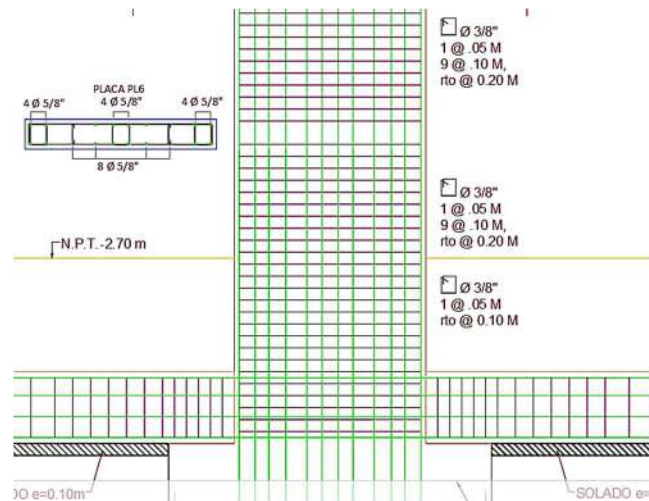 Ø 3/8"
1 @ .05 M
9 @ .10 M,
rto @ 0.20 M
PLACA PL6
4 Ø 5/8" 4 Ø 5/8" 4 Ø 5/8"
8 Ø 5/8"
Ø 3/8"
1 @ .05 M
9 @ .10 M,
rto @ 0.20 M
N.P.T.-2.70 m
Ø 3/8"
1 @ .05 M
rto @ 0.10 M
DO e=0.10m
SOLADO e=